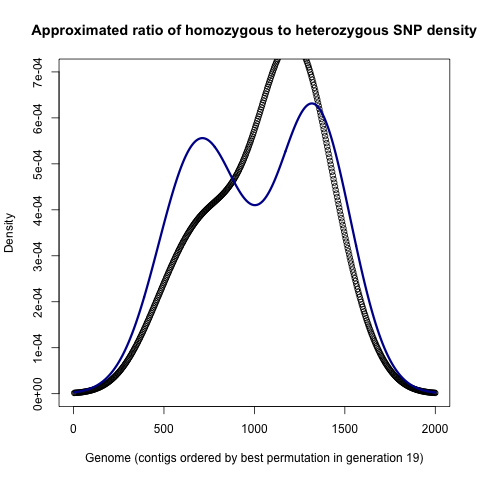 Approximated ratio of homozygous to heterozygous SNP density
7e-04
6e-04
5e-04
4e-04
3e-04
2e-04
1e-04
0e+00
Density
0 500 1000 1500 2000
Genome (contigs ordered by best permutation in generation 19)